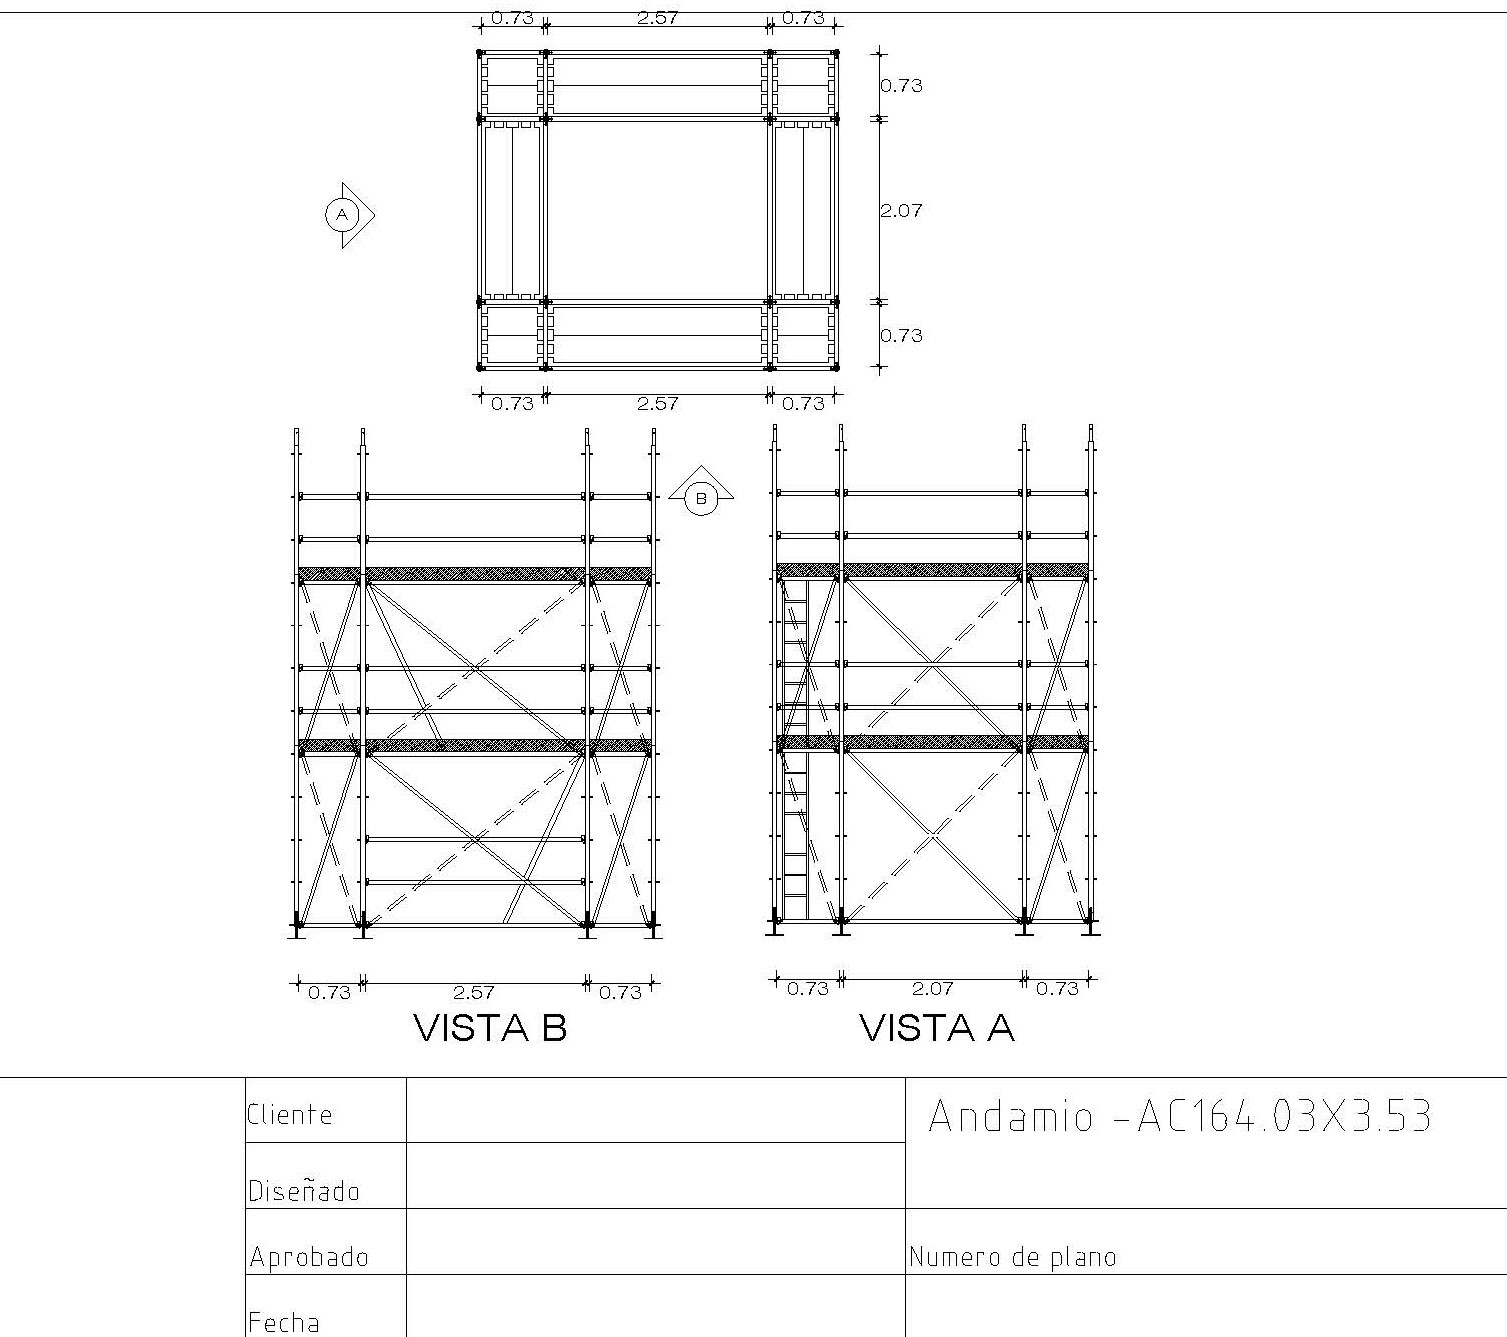 0.73 2.57 0.73
0.73
A
2.07
0.73
0.73 2.57 0.73
B
0.73 2.57 0.73
0.73 2.07 0.73
VISTA B
VISTA A
Cliente
Andamio -AC164.03X3.53
Diseñado
Aprobado
Numero de plano
Fecha